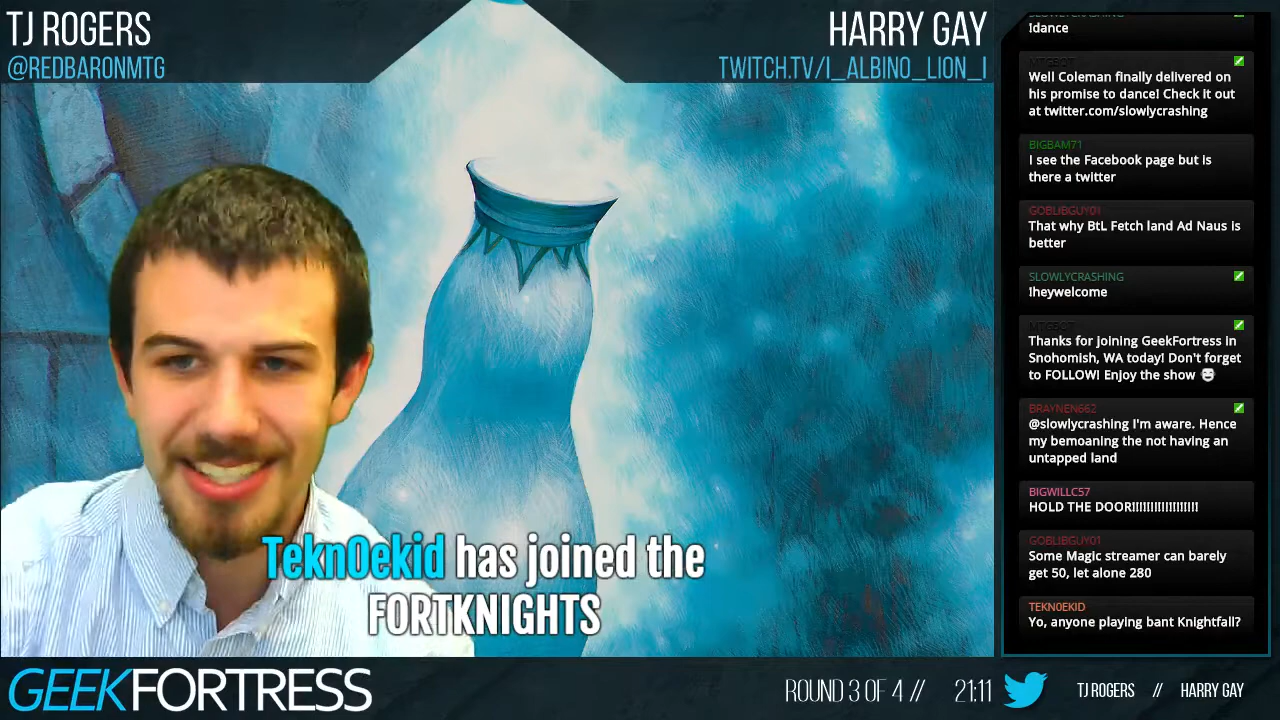 TJ ROGERS
@REDBARONMTG
HARRY GAY
TWITCH.TV/I_ALBINO_LION_I
SLOWLYCRASHING
!dance
MTGBOT
Well Coleman finally delivered on
his promise to dance! Check it out
at twitter.com/slowlycrashing
BIGBAM71
I see the Facebook page but is
there a twitter
GOBLIBGUY01
That why BtL Fetch land Ad Naus is
better
SLOWLYCRASHING
!heywelcome
Thanks for joining GeekFortress in
Snohomish, WA today! Don't forget
to FOLLOW! Enjoy the show
BRAYNEN662
@slowlycrashing I'm aware. Hence
my bemoaning the not having an
untapped land
BIGWILLC57
HOLD THE DOOR!!!!!!!!!!!!!!!!!!
GOBLIBGUY01
Some Magic streamer can barely
get 50, let alone 280
TEKN0EKID
Yo, anyone playing bant Knightfall?
Tekn0ekid has joined the
FORTKNIGHTS
GEEKFORTRESS
ROUND 3 OF 4 // 21:11
TJ ROGERS // HARRY GAY